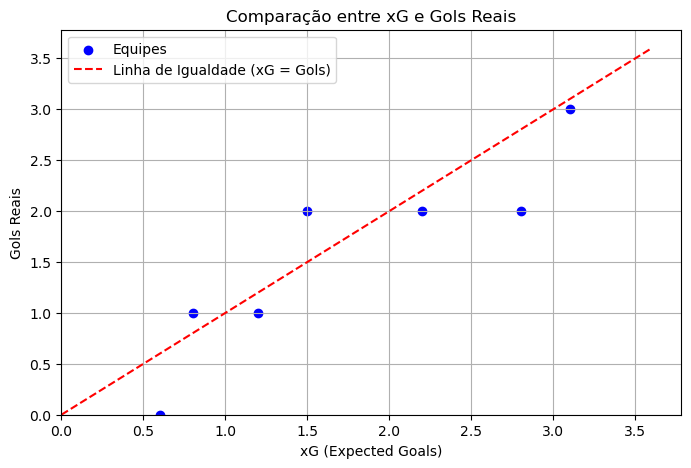 Comparação entre xG e Gols Reais
Equipes
Linha de Igualdade (xG = Gols)
Gols Reais
3.5
3.0
2.5
2.0
1.5
1.0
0.5
0.0
0.0 0.5 1.0 1.5 2.0 2.5 3.0 3.5
xG (Expected Goals)